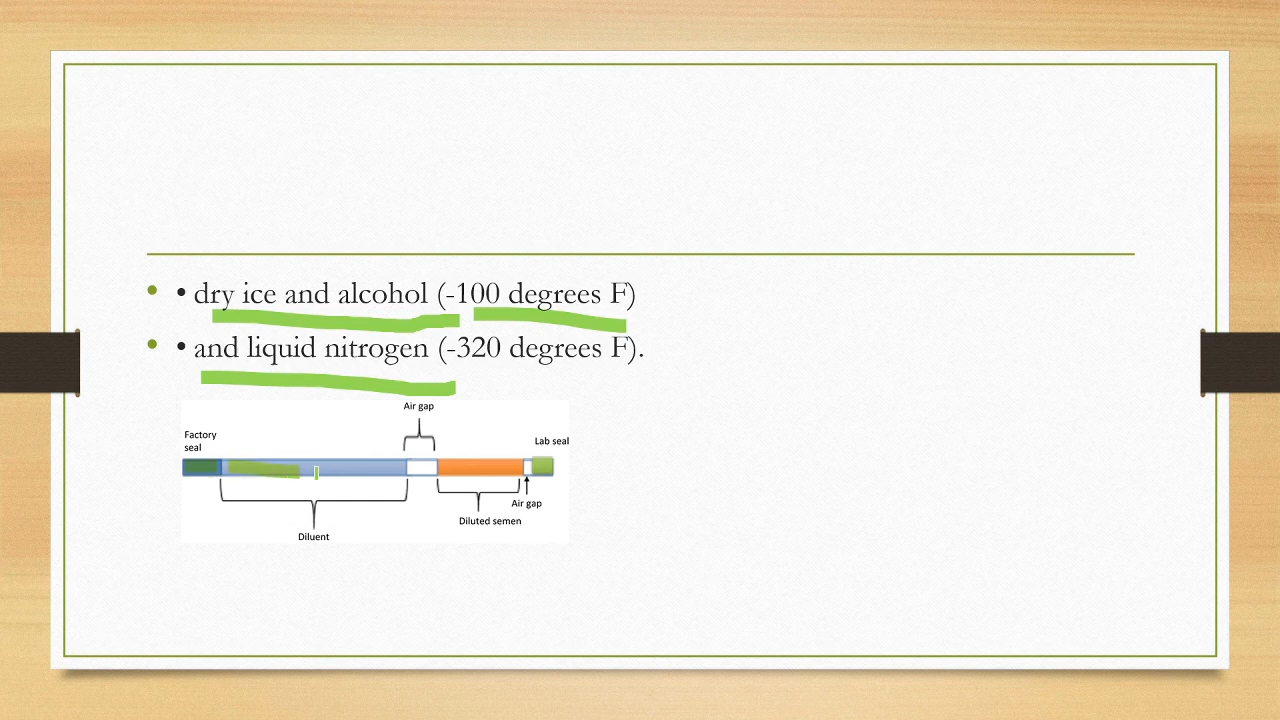 • • dry ice and alcohol (-100 degrees F)
• • and liquid nitrogen (-320 degrees F).
Air gap
Factory
seal
Lab seal
Air gap
Diluted semen
Diluent